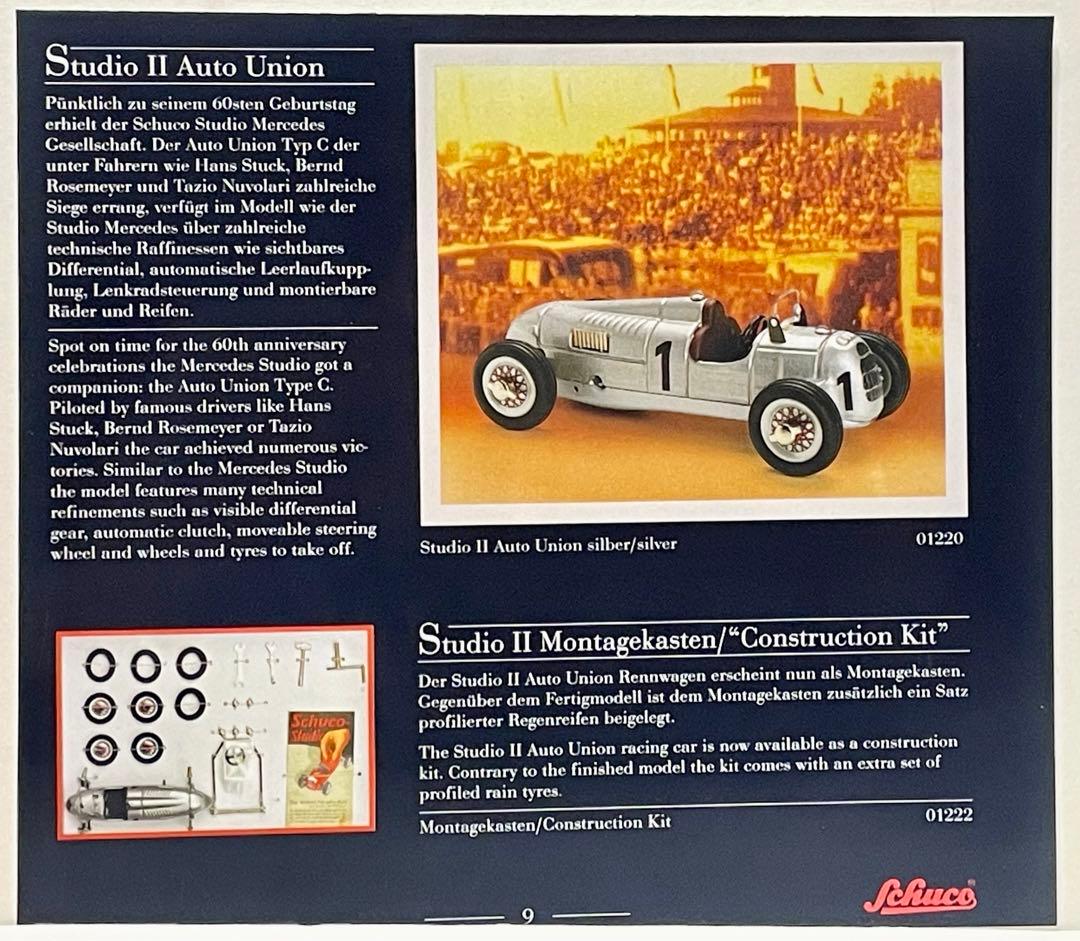 Studio II Auto Union
Pünktlich zu seinem 60sten Geburtstag
erhielt der Schuco Studio Mercedes
Gesellschaft. Der Auto Union Typ C der
unter Fahrern wie Hans Stuck, Bernd
Rosemeyer und Tazio Nuvolari zahlreiche
Siege errang, verfügt im Modell wie der
Studio Mercedes über zahlreiche
technische Raffinessen wie sichtbares
Differential, automatische Leerlaufkupp-
lung, Lenkradsteuerung und montierbare
Räder und Reifen.
Spot on time for the 60th anniversary
celebrations the Mercedes Studio got a
companion: the Auto Union Type C.
Piloted by famous drivers like Hans
Stuck, Bernd Rosemeyer or Tazio
Nuvolari the car achieved numerous vic-
tories. Similar to the Mercedes Studio
the model features many technical
refinements such as visible differential
gear, automatic clutch, moveable steering
wheel and wheels and tyres to take off.
1
1
Studio II Auto Union silber/silver 01220
Schuco
Studio
Studio II Montagekasten/“Construction Kit”
Der Studio II Auto Union Rennwagen erscheint nun als Montagekasten.
Gegenüber dem Fertigmodell ist dem Montagekasten zusätzlich ein Satz
profilierter Regenreifen beigelegt.
The Studio II Auto Union racing car is now available as a construction
kit. Contrary to the finished model the kit comes with an extra set of
profiled rain tyres.
Montagekasten/Construction Kit 01222
Schuco
9